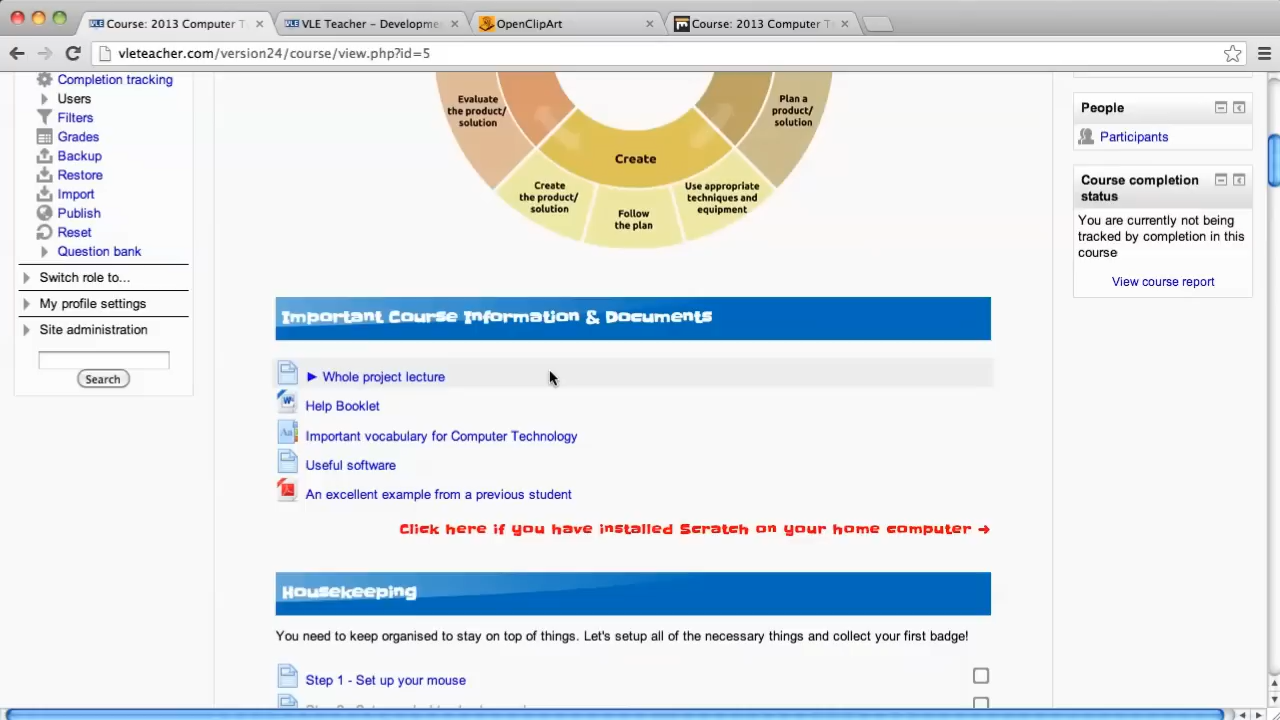 Course: 2013 Computer T
VLE Teacher – Developme
OpenClipArt
Course: 2013 Computer T
vleteacher.com/version24/course/view.php?id=5
Completion tracking
Users
Filters
Grades
Backup
Restore
Import
Publish
Reset
Question bank
Switch role to...
My profile settings
Site administration
Search
Evaluate
the product/
solution
Plan a
product/
solution
Create
Create
the product/
solution
Follow
the plan
Use appropriate
techniques and
equipment
Important Course Information & Documents
► Whole project lecture
Help Booklet
Important vocabulary for Computer Technology
Useful software
An excellent example from a previous student
Click here if you have installed Scratch on your home computer →
Housekeeping
You need to keep organised to stay on top of things. Let's setup all of the necessary things and collect your first badge!
Step 1 - Set up your mouse
People
Participants
Course completion
status
You are currently not being
tracked by completion in this
course
View course report